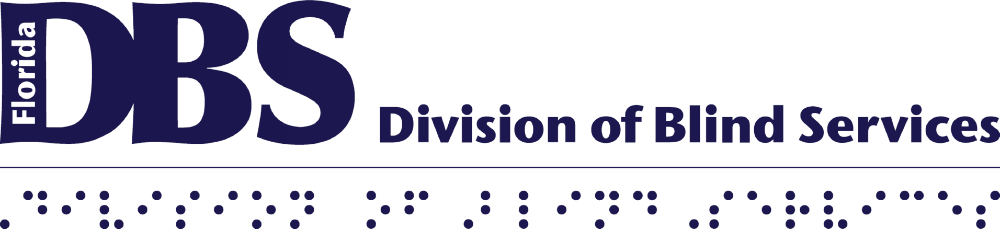 Florida
DBS Division of Blind Services
⠠⠙⠊⠧⠊⠎⠊⠕⠝ ⠕⠋ ⠠⠃⠇⠊⠝⠙ ⠠⠎⠑⠗⠧⠊⠉⠑⠎